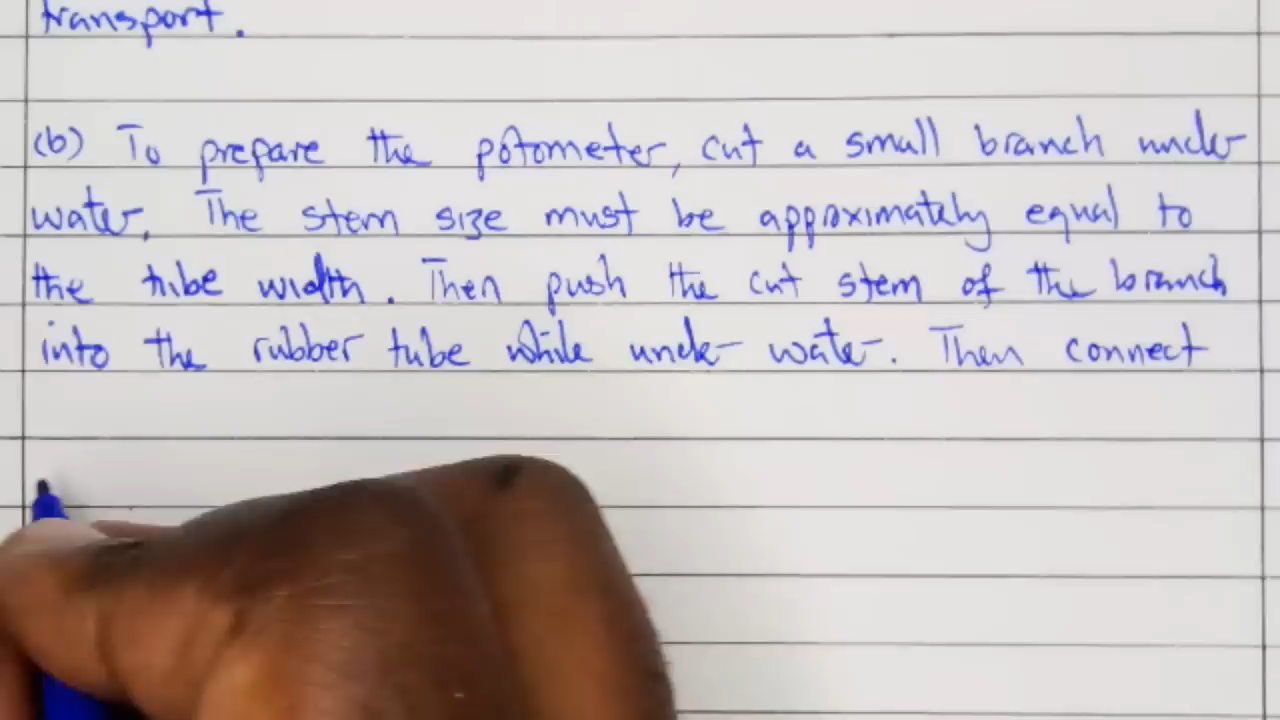 transport.
(b) To prepare the potometer, cut a small branch under
water. The stem size must be approximately equal to
the tube width. Then push the cut stem of the branch
into the rubber tube while under water. Then connect